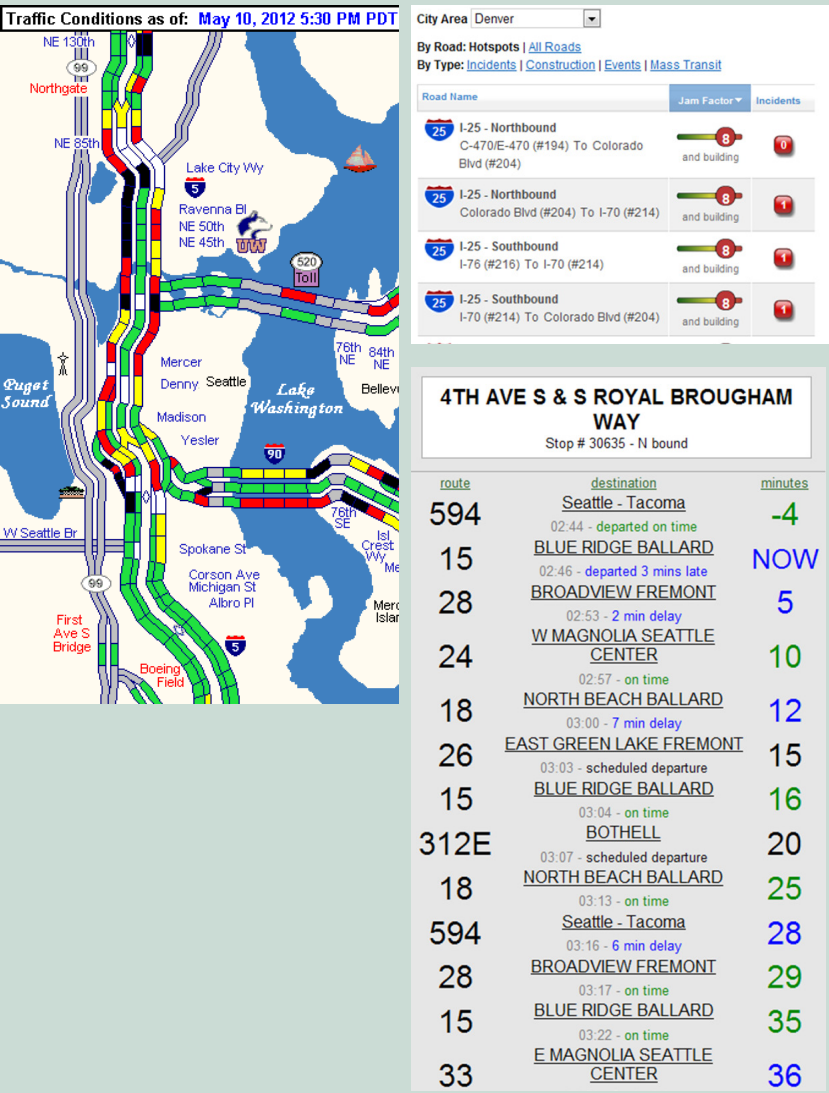 Traffic Conditions as of: May 10, 2012 5:30 PM PDT
NE 130th
99
Northgate
NE 85th
Lake City Wy
5
Ravenna Bl
NE 50th
NE 45th
UW
520
Toll
76th
NE
84th
NE
Mercer
Denny
Seattle
Puget
Sound
Lake
Washington
Madison
Yesler
90
76th
SE
W Seattle Br
Spokane St
Isl
Crest
Wy
Me
99
Corson Ave
Michigan St
Albro Pl
First
Ave S
Bridge
5
Boeing
Field
City Area Denver
By Road: Hotspots | All Roads
By Type: Incidents | Construction | Events | Mass Transit
Road Name Jam Factor Incidents
25 I-25 - Northbound
C-470/E-470 (#194) To Colorado
Blvd (#204)
8
and building
0
25 I-25 - Northbound
Colorado Blvd (#204) To I-70 (#214)
8
and building
1
25 I-25 - Southbound
I-76 (#216) To I-70 (#214)
8
and building
1
25 I-25 - Southbound
I-70 (#214) To Colorado Blvd (#204)
8
and building
1
4TH AVE S & S ROYAL BROUGHAM
WAY
Stop # 30635 - N bound
route destination minutes
594 Seattle - Tacoma -4
02:44 - departed on time
15 BLUE RIDGE BALLARD NOW
02:46 - departed 3 mins late
28 BROADVIEW FREMONT 5
02:53 - 2 min delay
24 W MAGNOLIA SEATTLE
CENTER 10
02:57 - on time
18 NORTH BEACH BALLARD 12
03:00 - 7 min delay
26 EAST GREEN LAKE FREMONT 15
03:03 - scheduled departure
15 BLUE RIDGE BALLARD 16
03:04 - on time
312E BOTHELL 20
03:07 - scheduled departure
18 NORTH BEACH BALLARD 25
03:13 - on time
594 Seattle - Tacoma 28
03:16 - 6 min delay
28 BROADVIEW FREMONT 29
03:17 - on time
15 BLUE RIDGE BALLARD 35
03:22 - on time
33 E MAGNOLIA SEATTLE
CENTER 36